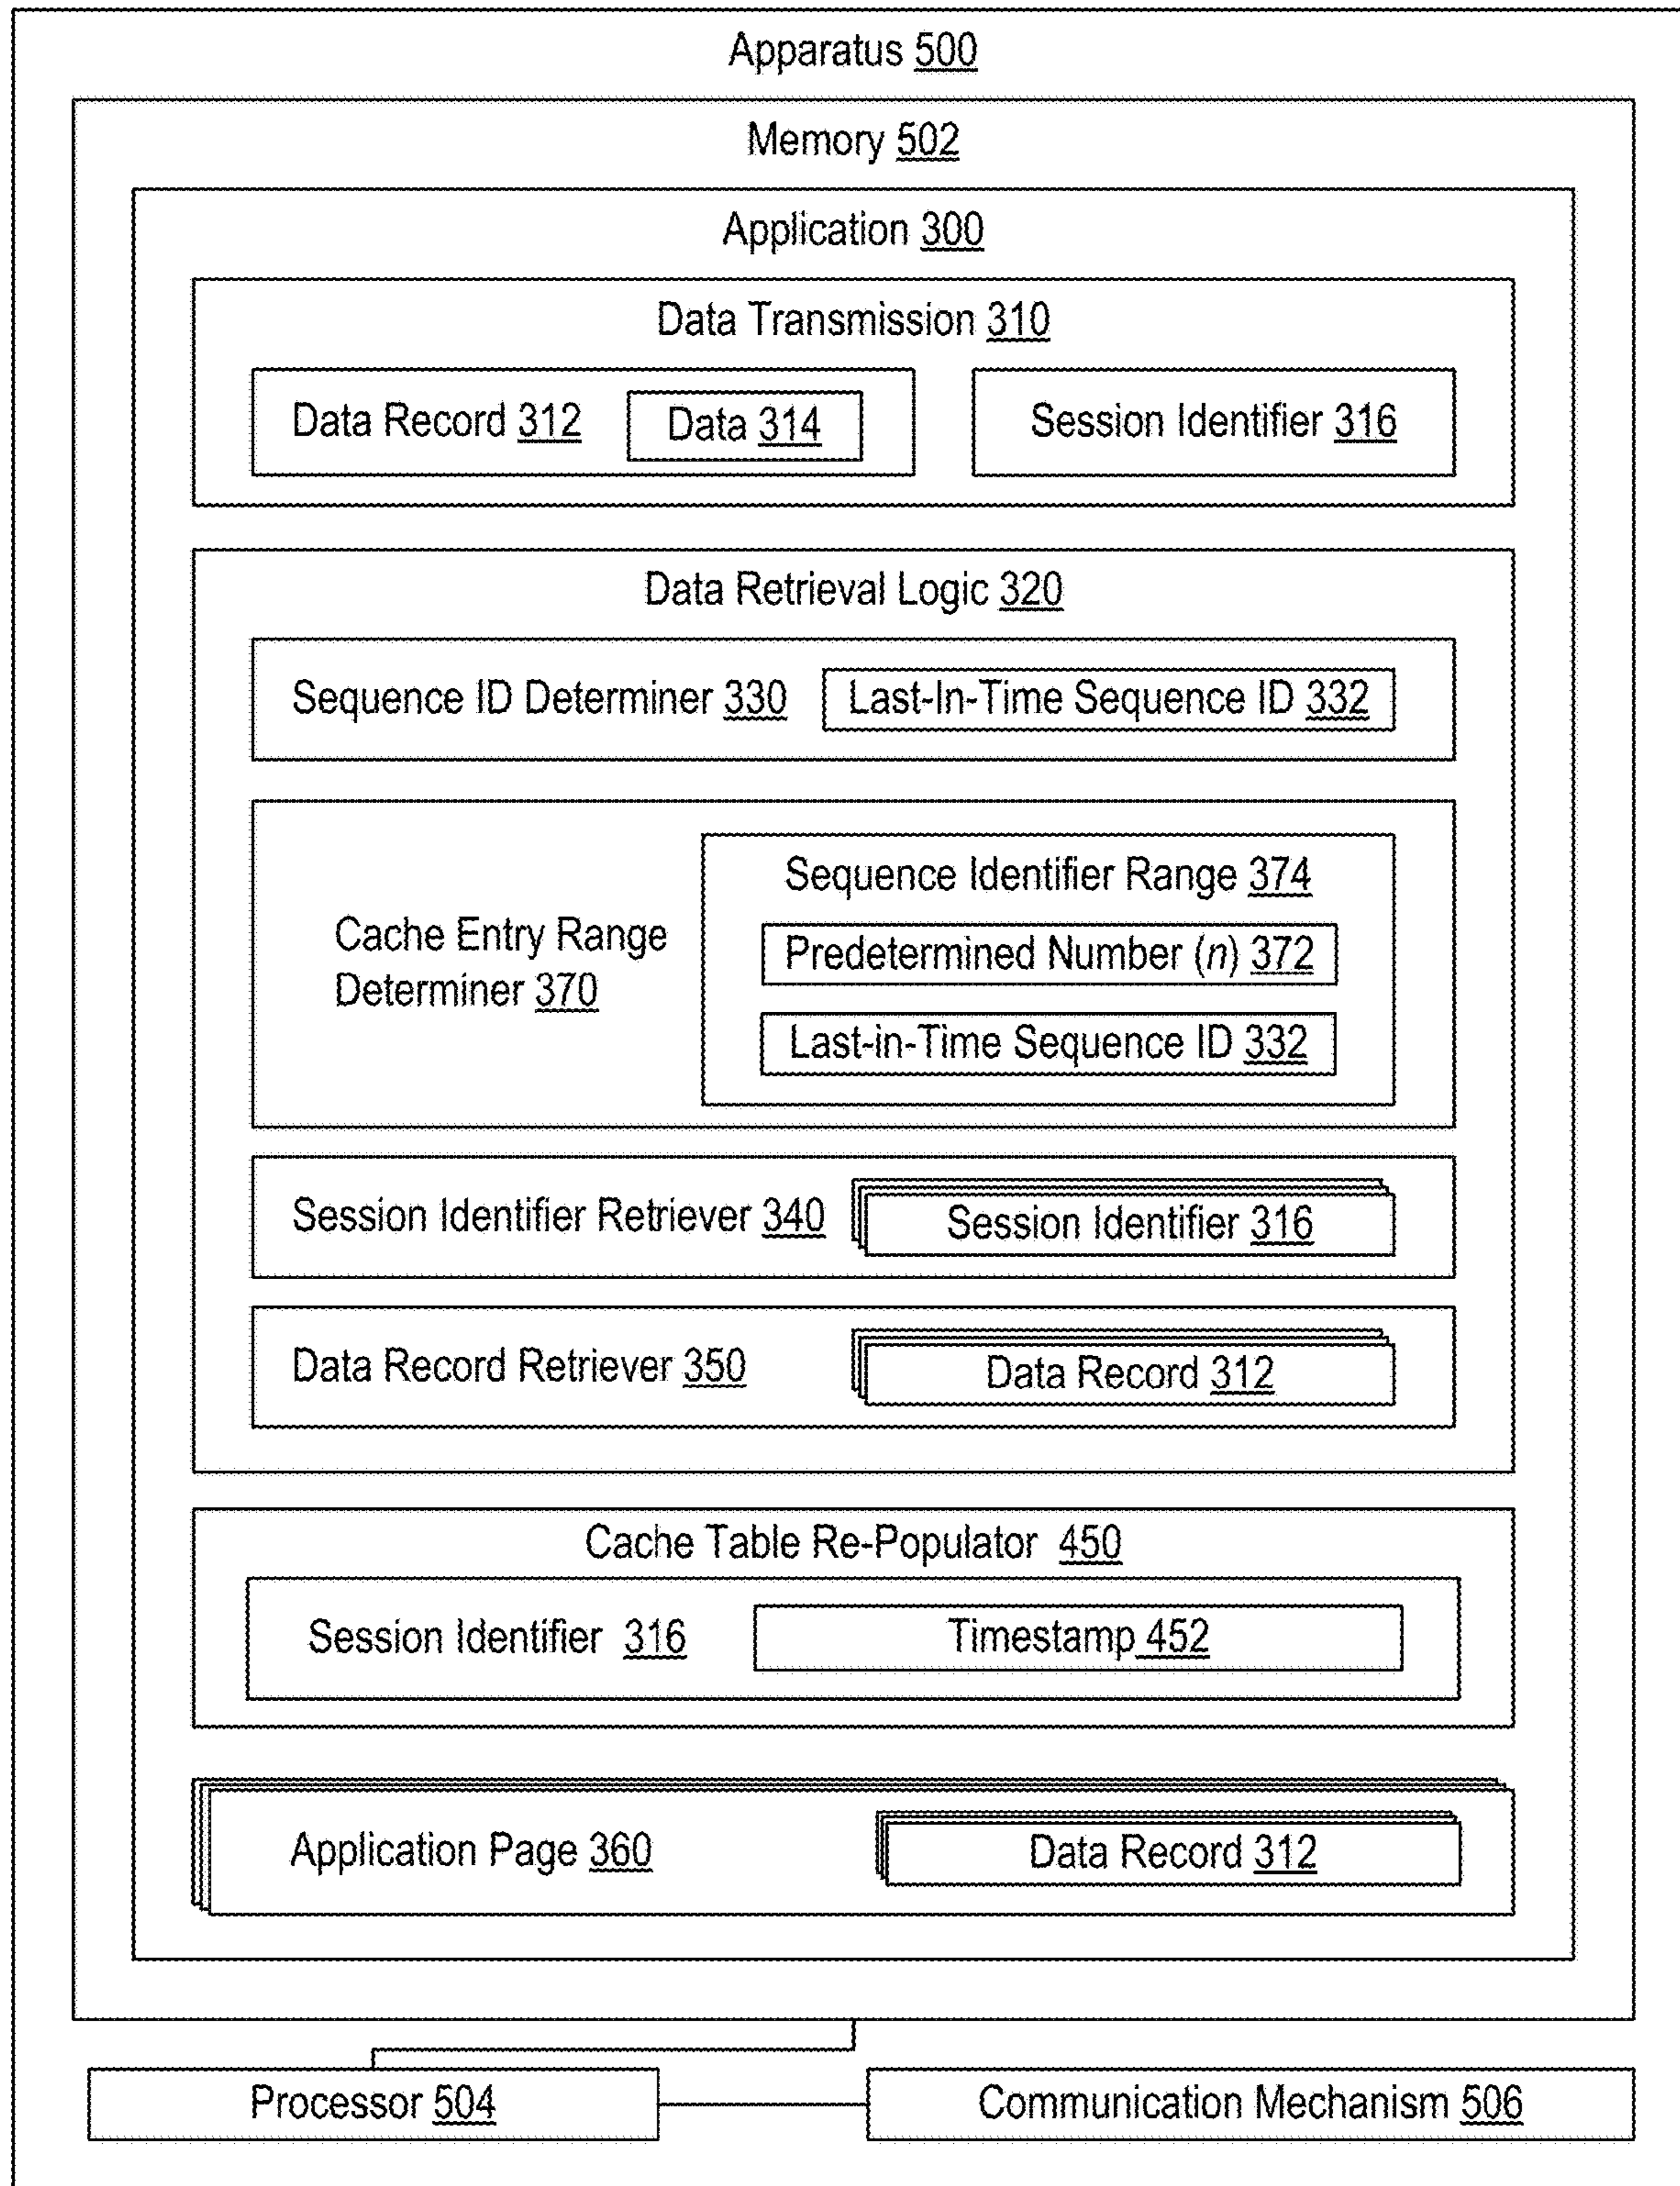 Apparatus 500
Memory 502
Application 300
Data Transmission 310
Data Record 312 Data 314 Session Identifier 316
Data Retrieval Logic 320
Sequence ID Determiner 330 Last-In-Time Sequence ID 332
Cache Entry Range
Determiner 370
Sequence Identifier Range 374
Predetermined Number (n) 372
Last-in-Time Sequence ID 332
Session Identifier Retriever 340 Session Identifier 316
Data Record Retriever 350 Data Record 312
Cache Table Re-Populator 450
Session Identifier 316 Timestamp 452
Application Page 360 Data Record 312
Processor 504 Communication Mechanism 506